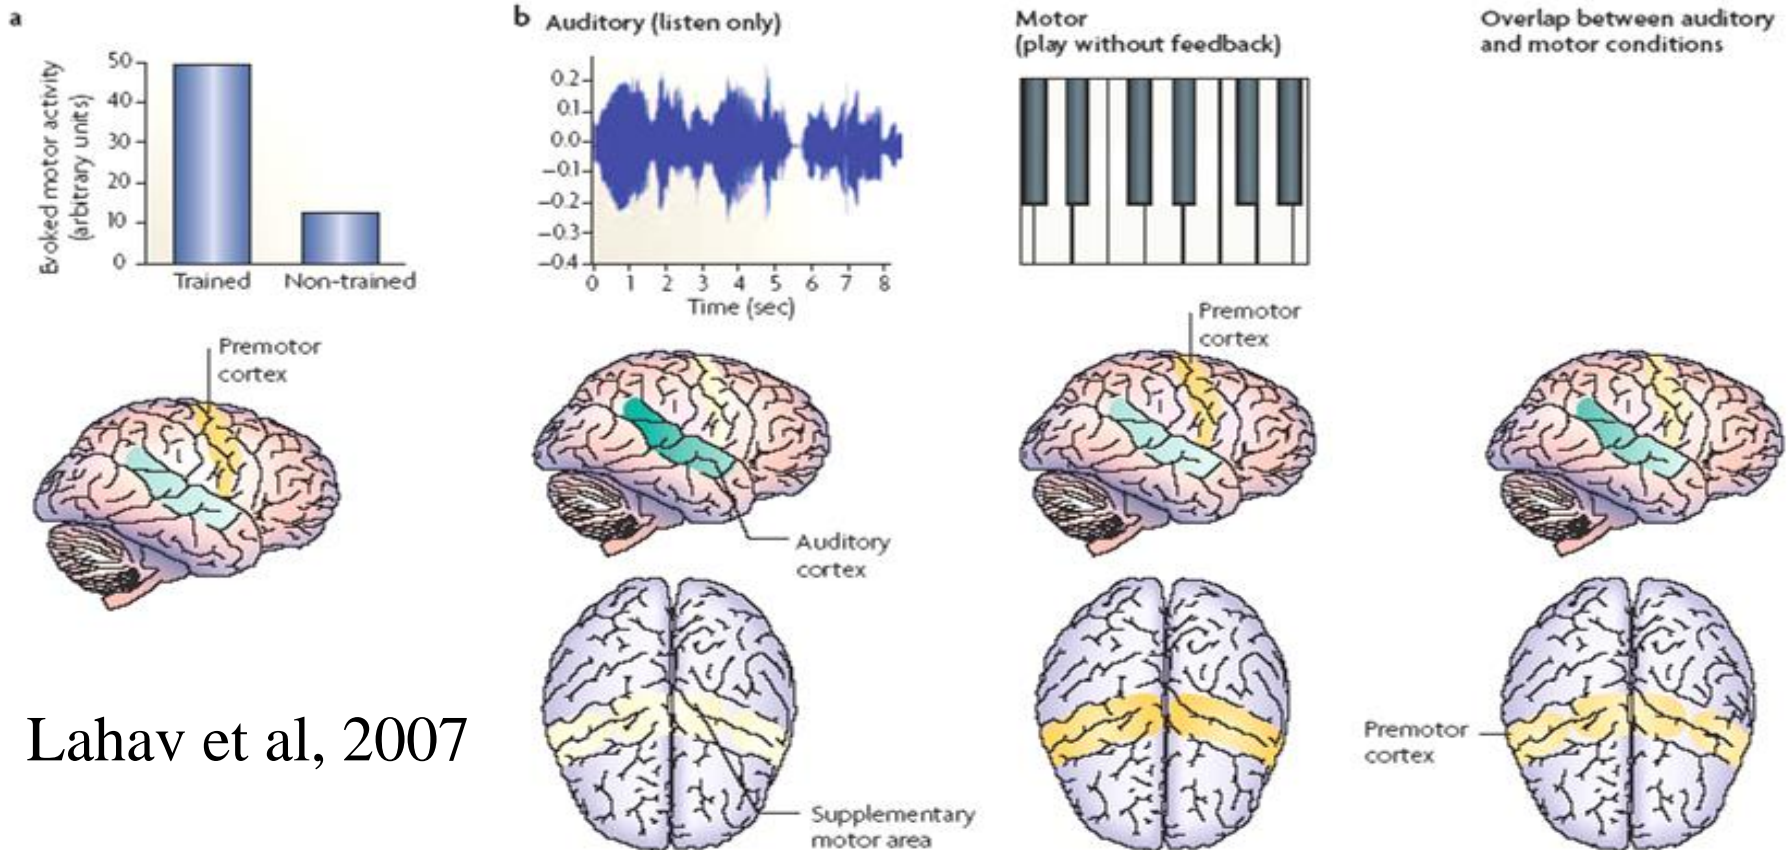 a
Evoked motor activity
(arbitrary units)
50
40
30
20
10
0
Trained
Non-trained
Premotor
cortex
Lahav et al, 2007
b
Auditory (listen only)
0.2
0.1
0.0
–0.1
–0.2
–0.3
–0.4
0 1 2 3 4 5 6 7 8
Time (sec)
Auditory
cortex
Supplementary
motor area
Motor
(play without feedback)
Premotor
cortex
Overlap between auditory
and motor conditions
Premotor
cortex